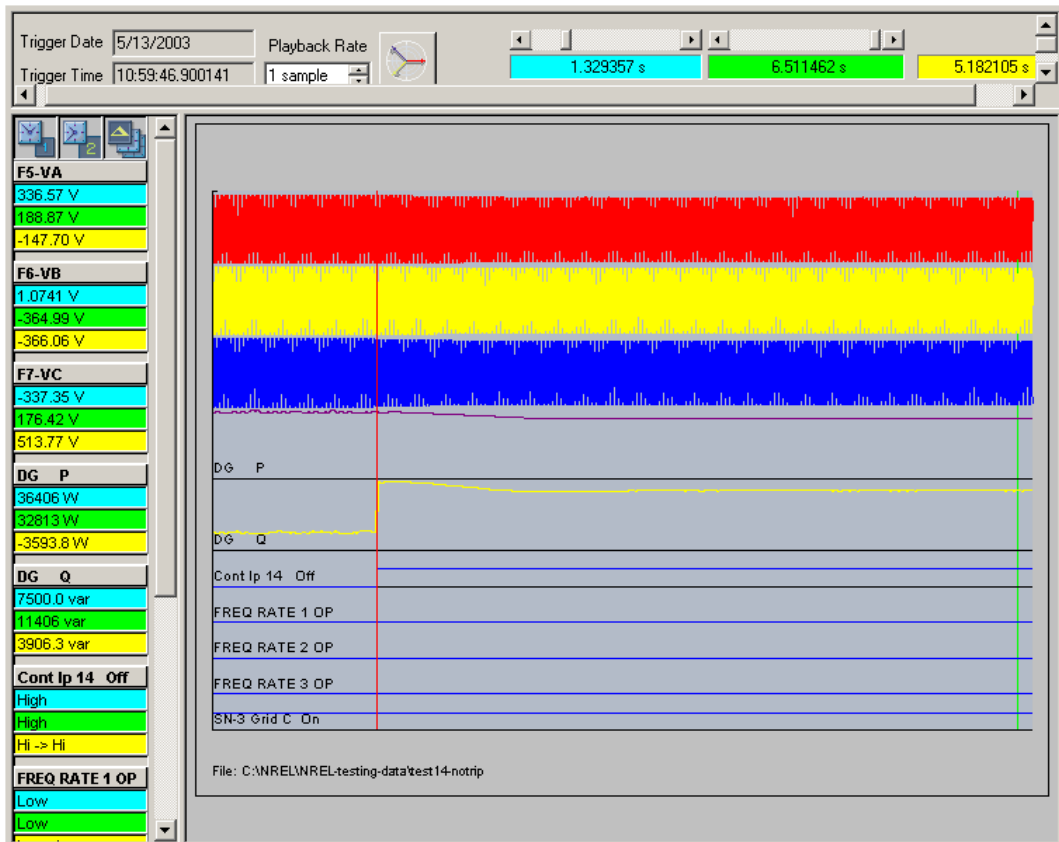 Trigger Date 5/13/2003
Playback Rate
Trigger Time 10:59:46.900141
1 sample
1.329357 s
6.511462 s
5.182105 s
1
2
F5-VA
336.57 V
188.87 V
-147.70 V
F6-VB
1.0741 V
-364.99 V
-366.06 V
F7-VC
-337.35 V
176.42 V
513.77 V
DG P
36406 W
32813 W
-3593.8 W
DG Q
7500.0 var
11406 var
3906.3 var
Cont Ip 14 Off
High
High
Hi -> Hi
FREQ RATE 1 OP
Low
Low
DG P
DG Q
Cont Ip 14 Off
FREQ RATE 1 OP
FREQ RATE 2 OP
FREQ RATE 3 OP
SN-3 Grid C On
File: C:\NREL\NREL-testing-data\test14-notrip